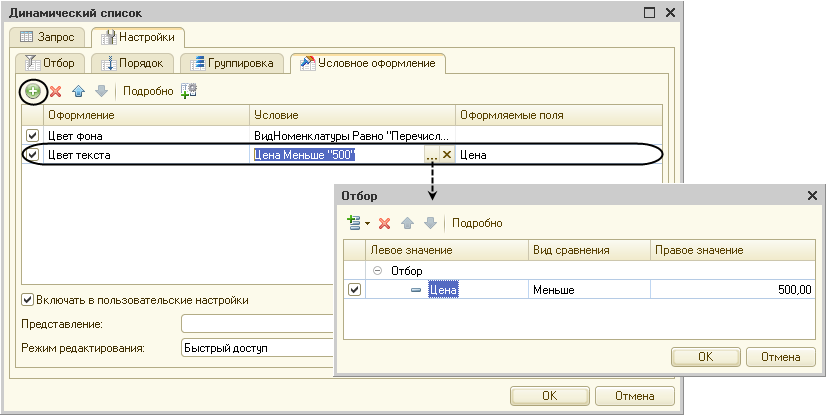 Динамический список
Запрос Настройки
Отбор Порядок Группировка Условное оформление
Подробно
Оформление Условие Оформляемые поля
Цвет фона ВидНоменклатуры Равно "Перечисл...
Цвет текста Цена Меньше "500" ... Цена
Отбор
Подробно
Левое значение Вид сравнения Правое значение
Отбор
Цена Меньше 500,00
OK Отмена
Включать в пользовательские настройки
Представление:
Режим редактирования: Быстрый доступ
OK Отмена